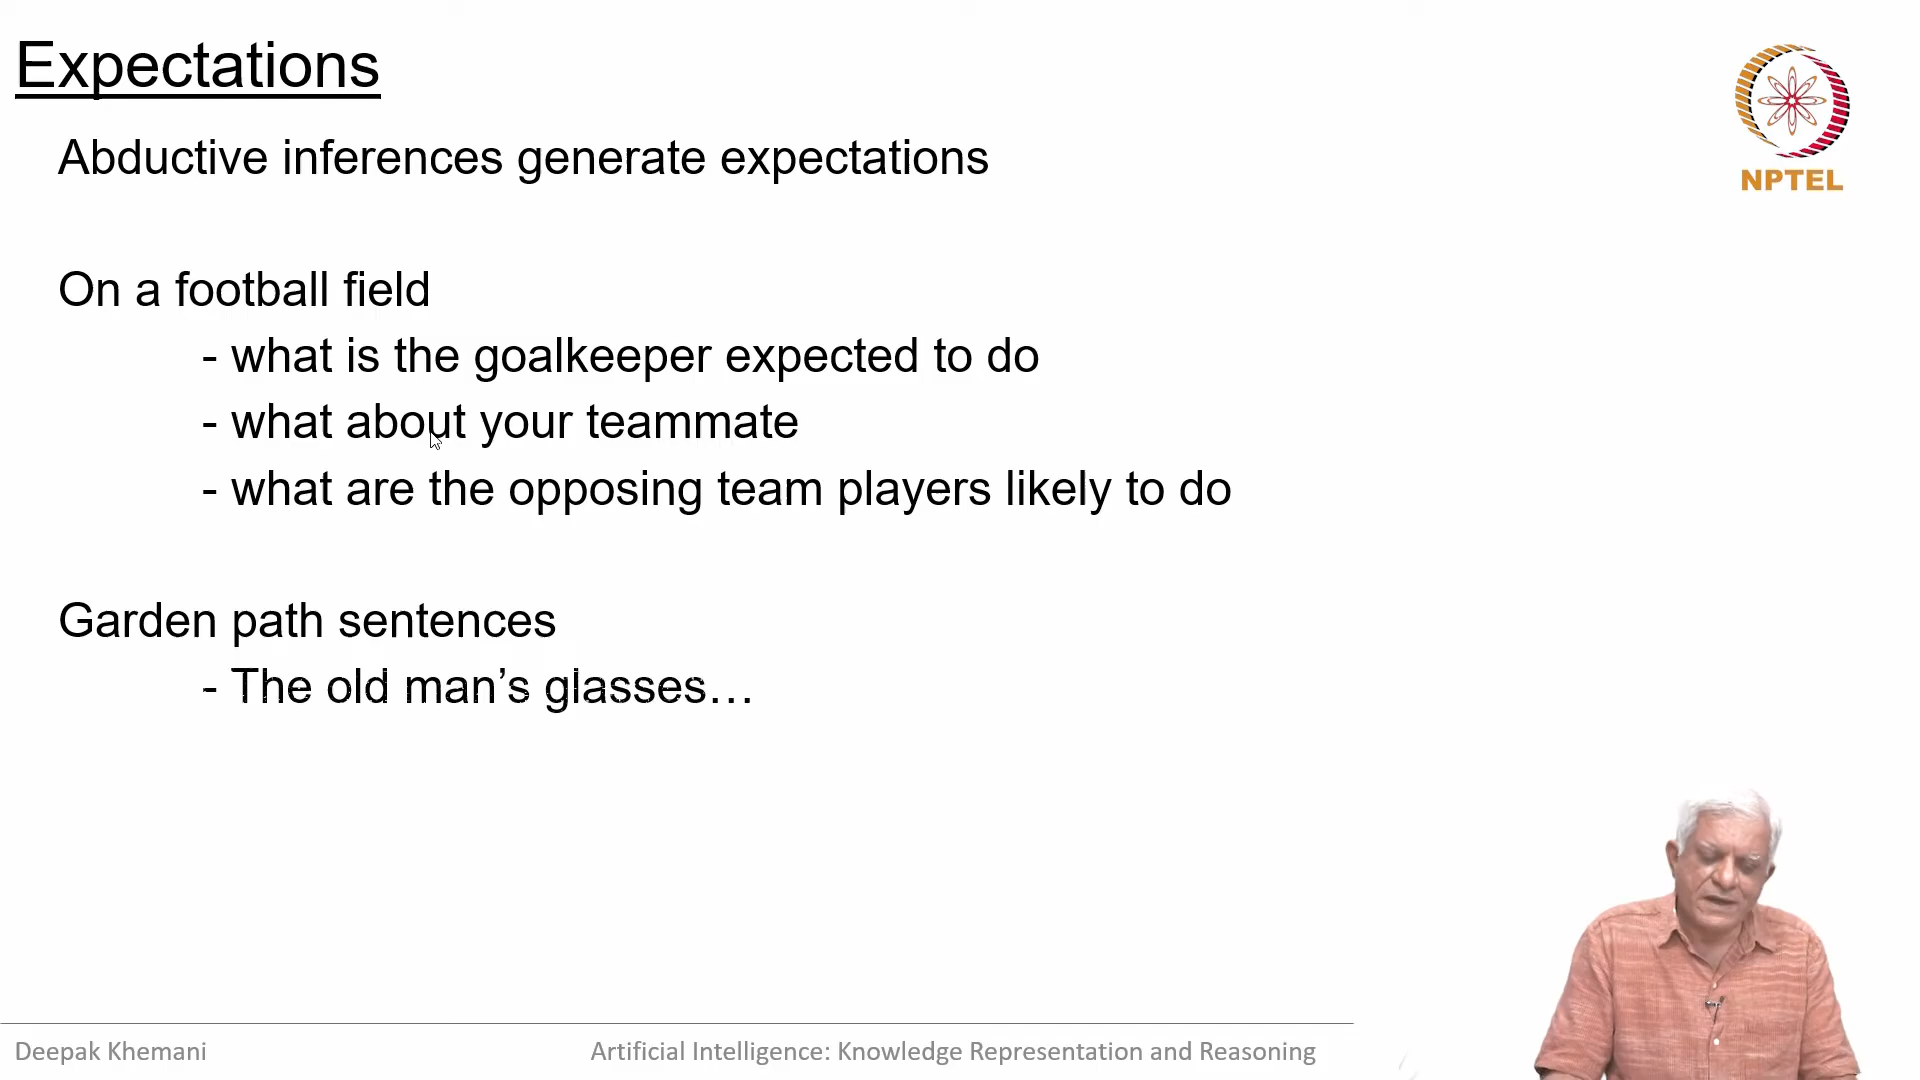 Expectations
NPTEL
Abductive inferences generate expectations
On a football field
- what is the goalkeeper expected to do
- what about your teammate
- what are the opposing team players likely to do
Garden path sentences
- The old man’s glasses…
Deepak Khemani
Artificial Intelligence: Knowledge Representation and Reasoning